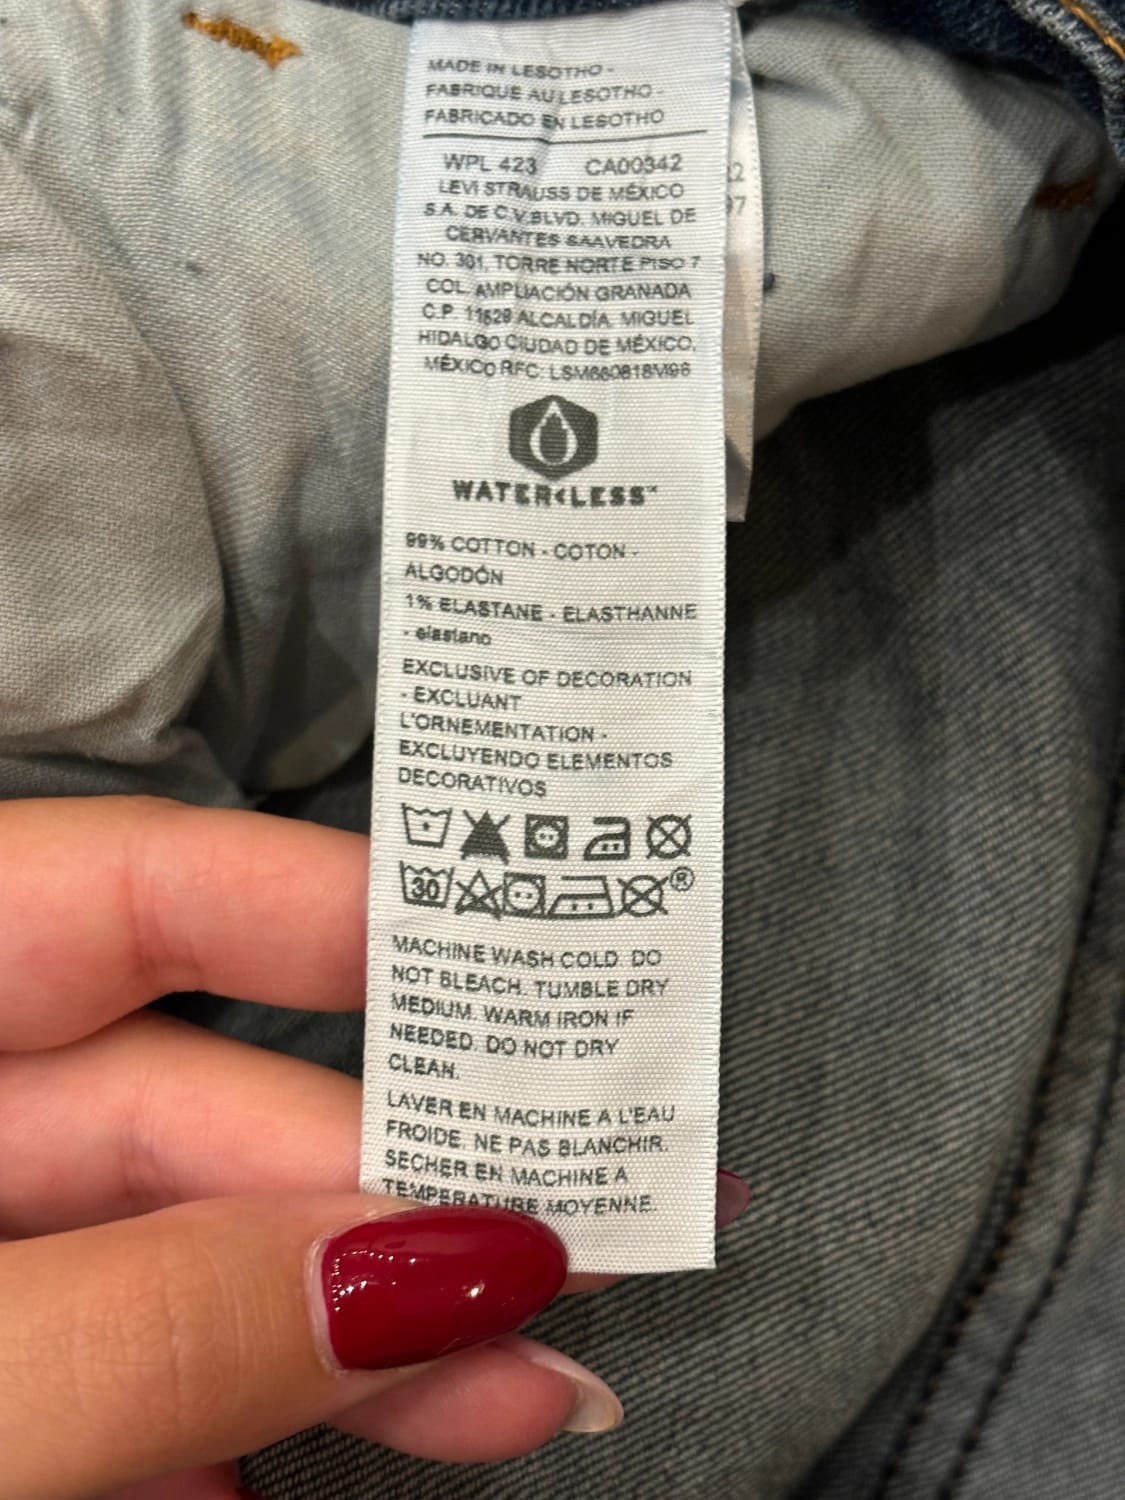 MADE IN LESOTHO -
FABRIQUE AU LESOTHO -
FABRICADO EN LESOTHO
WPL 423 CA00342
LEVI STRAUSS DE MÉXICO
S.A. DE C.V.BLVD. MIGUEL DE
CERVANTES SAAVEDRA
NO. 301, TORRE NORTE PISO 7
COL. AMPLIACIÓN GRANADA
C.P. 11529 ALCALDÍA. MIGUEL
HIDALGO CIUDAD DE MÉXICO,
MÉXICO RFC: LSM860818M96
WATER<LESS™
99% COTTON - COTON -
ALGODÓN
1% ELASTANE - ELASTHANNE
- elastano
EXCLUSIVE OF DECORATION
- EXCLUANT
L'ORNEMENTATION -
EXCLUYENDO ELEMENTOS
DECORATIVOS
30 ®
MACHINE WASH COLD DO
NOT BLEACH. TUMBLE DRY
MEDIUM. WARM IRON IF
NEEDED. DO NOT DRY
CLEAN.
LAVER EN MACHINE A L'EAU
FROIDE. NE PAS BLANCHIR.
SECHER EN MACHINE A
TEMPERATURE MOYENNE.